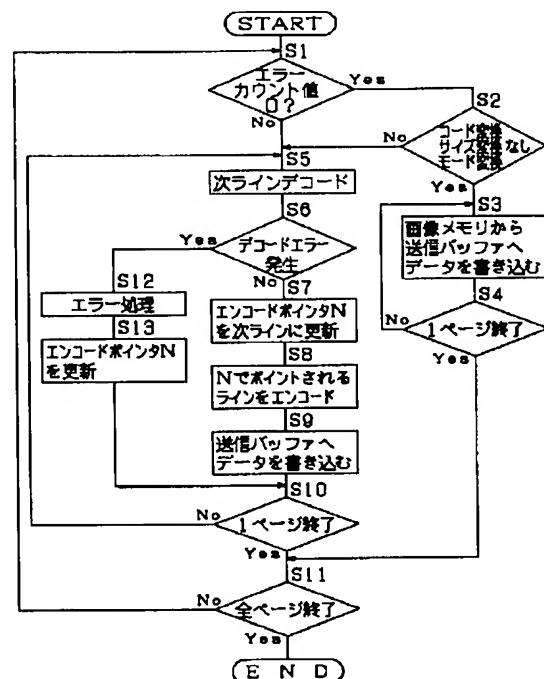 START
S1
エラー
カウント値
0?
Yes
No
S2
コード変換
サイズ変換なし
モード変換
No
Yes
S5
次ラインデコード
S3
画像メモリから
送信バッファへ
データを書き込む
S6
デコードエラー
発生
Yes
No
S4
1ページ終了
No
Yes
S12
エラー処理
S13
エンコードポインタN
を更新
S7
エンコードポインタN
を次ラインに更新
S8
Nでポイントされる
ラインをエンコード
S9
送信バッファへ
データを書き込む
S10
1ページ終了
No
Yes
S11
全ページ終了
No
Yes
END